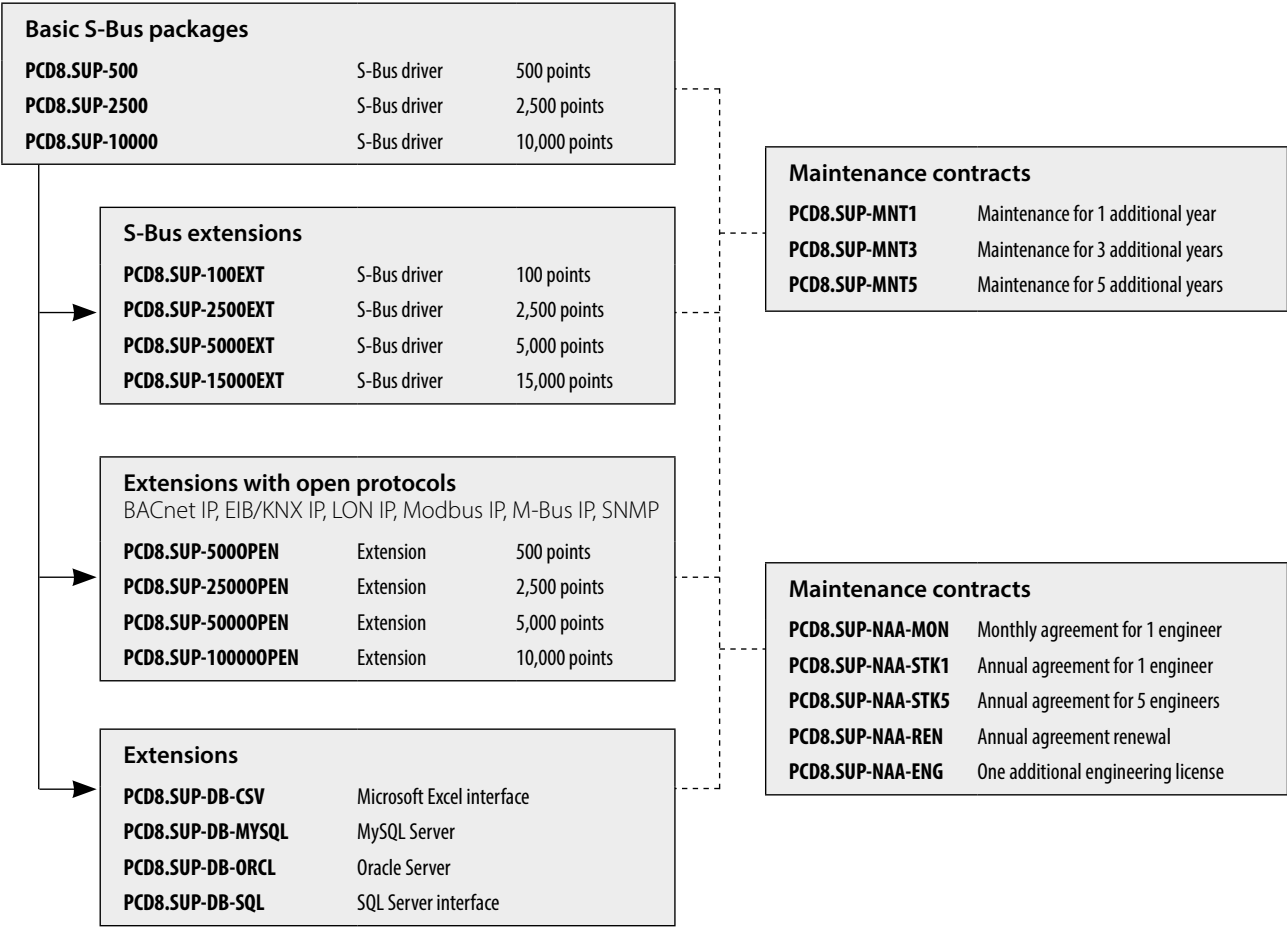 Basic S-Bus packages
PCD8.SUP-500 S-Bus driver 500 points
PCD8.SUP-2500 S-Bus driver 2,500 points
PCD8.SUP-10000 S-Bus driver 10,000 points
S-Bus extensions
PCD8.SUP-100EXT S-Bus driver 100 points
PCD8.SUP-2500EXT S-Bus driver 2,500 points
PCD8.SUP-5000EXT S-Bus driver 5,000 points
PCD8.SUP-15000EXT S-Bus driver 15,000 points
Extensions with open protocols
BACnet IP, EIB/KNX IP, LON IP, Modbus IP, M-Bus IP, SNMP
PCD8.SUP-500OPEN Extension 500 points
PCD8.SUP-2500OPEN Extension 2,500 points
PCD8.SUP-5000OPEN Extension 5,000 points
PCD8.SUP-10000OPEN Extension 10,000 points
Extensions
PCD8.SUP-DB-CSV Microsoft Excel interface
PCD8.SUP-DB-MYSQL MySQL Server
PCD8.SUP-DB-ORCL Oracle Server
PCD8.SUP-DB-SQL SQL Server interface
Maintenance contracts
PCD8.SUP-MNT1 Maintenance for 1 additional year
PCD8.SUP-MNT3 Maintenance for 3 additional years
PCD8.SUP-MNT5 Maintenance for 5 additional years
Maintenance contracts
PCD8.SUP-NAA-MON Monthly agreement for 1 engineer
PCD8.SUP-NAA-STK1 Annual agreement for 1 engineer
PCD8.SUP-NAA-STK5 Annual agreement for 5 engineers
PCD8.SUP-NAA-REN Annual agreement renewal
PCD8.SUP-NAA-ENG One additional engineering license